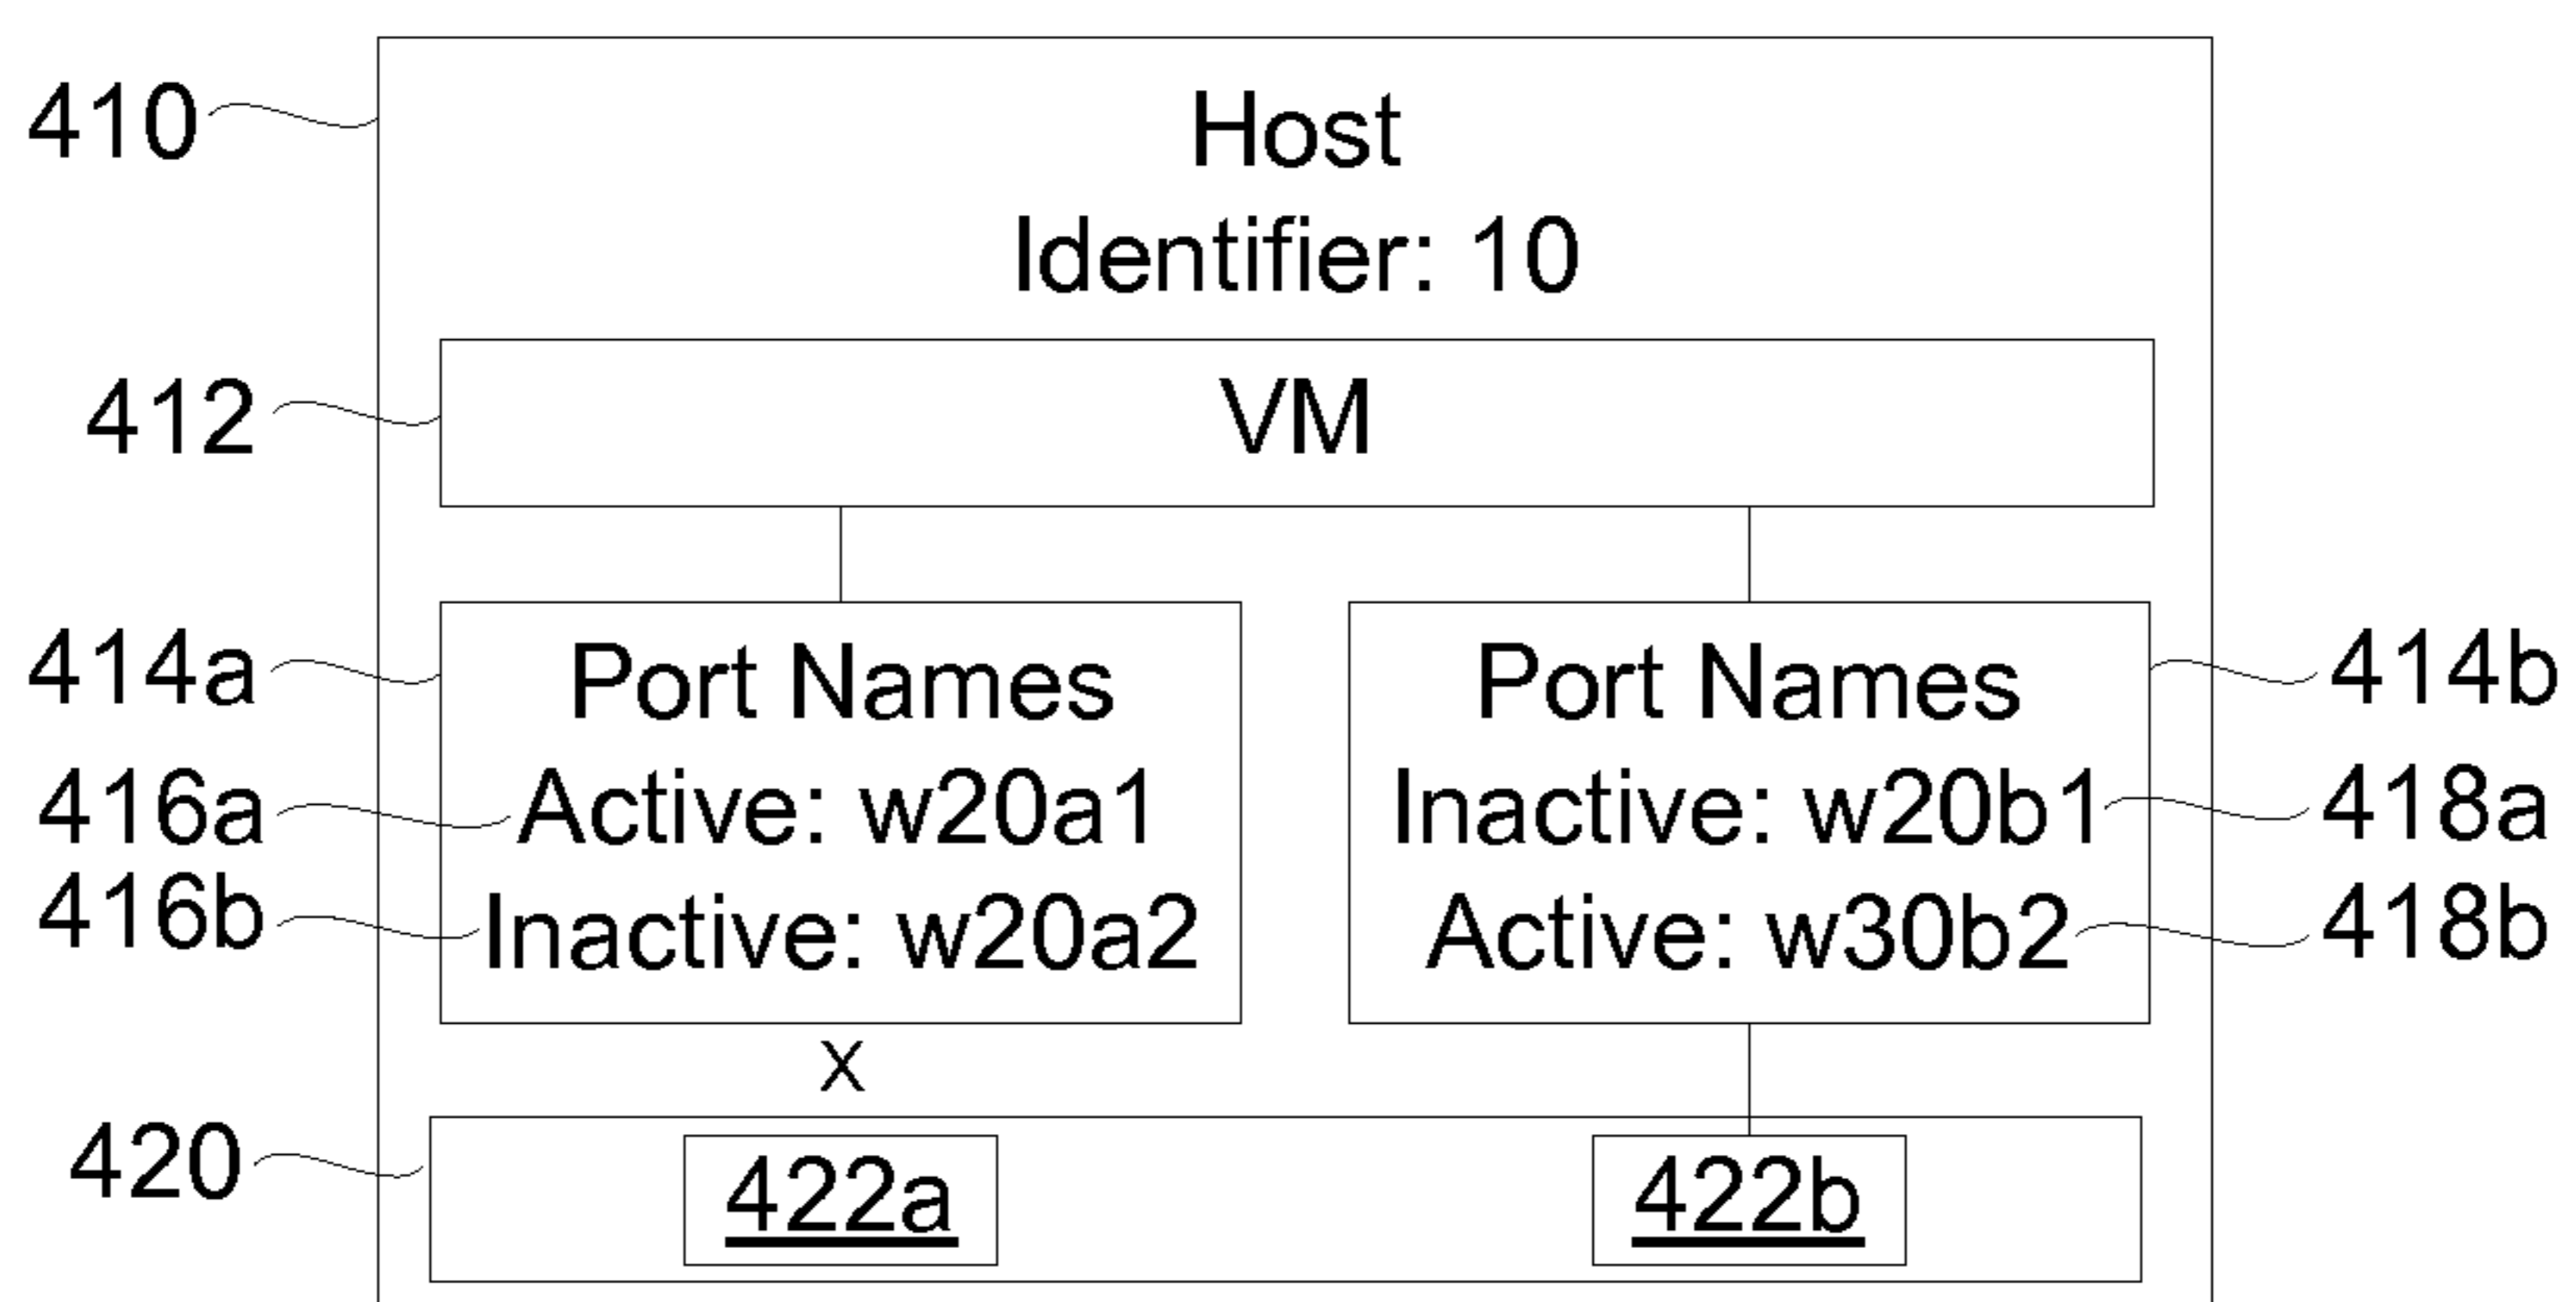 410
Host
Identifier: 10
412
VM
414a
Port Names
Port Names
414b
416a
Active: w20a1
Inactive: w20b1
418a
416b
Inactive: w20a2
Active: w30b2
418b
X
420
422a
422b